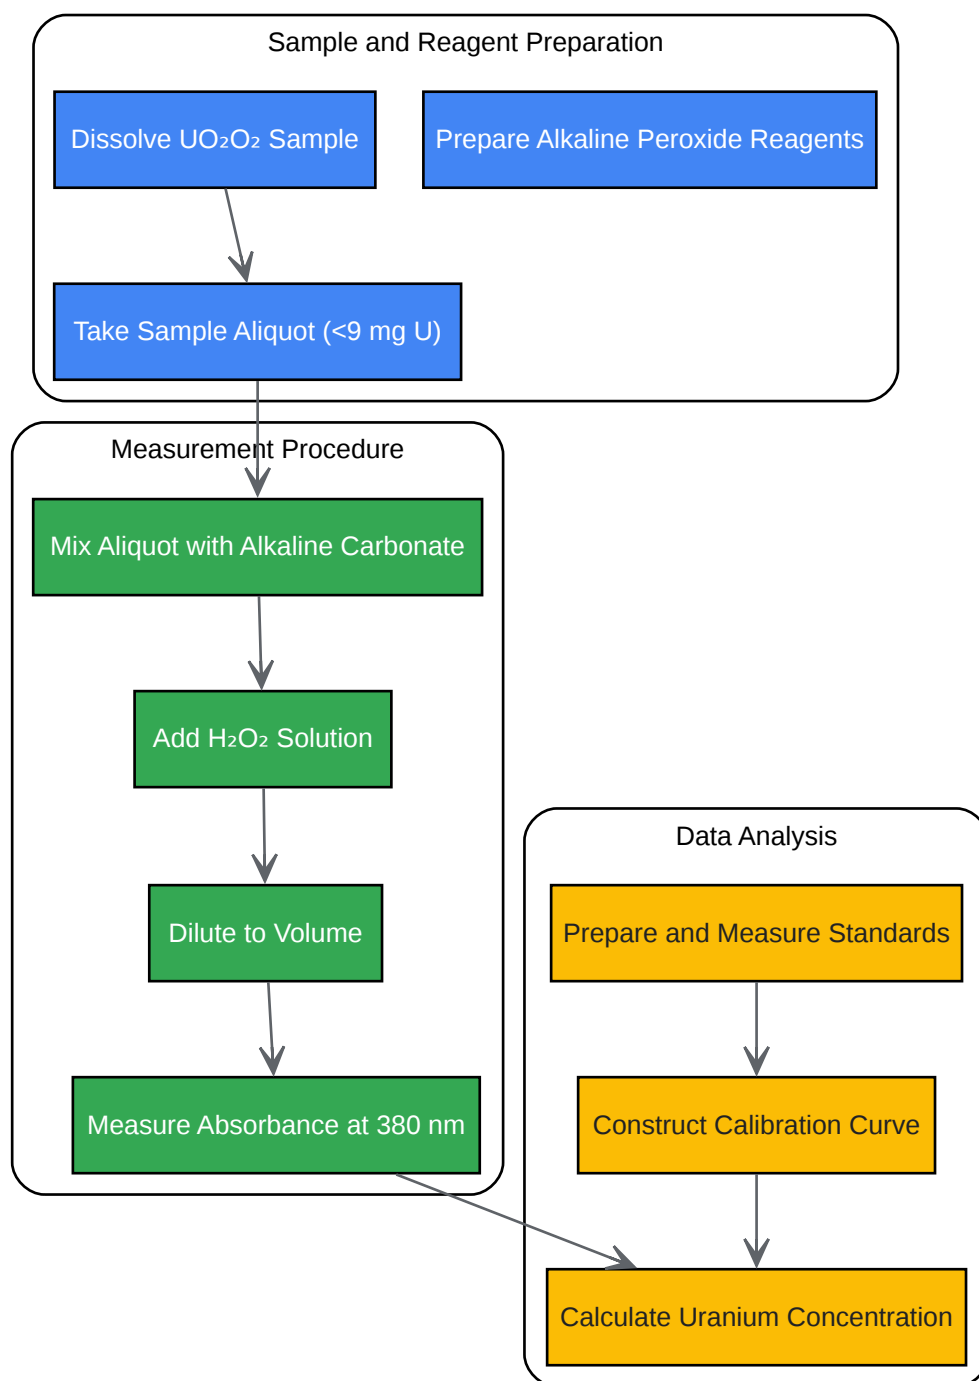 Sample and Reagent Preparation
Dissolve UO₂O₂ Sample
Prepare Alkaline Peroxide Reagents
Take Sample Aliquot (<9 mg U)
Measurement Procedure
Mix Aliquot with Alkaline Carbonate
Add H₂O₂ Solution
Dilute to Volume
Measure Absorbance at 380 nm
Data Analysis
Prepare and Measure Standards
Construct Calibration Curve
Calculate Uranium Concentration